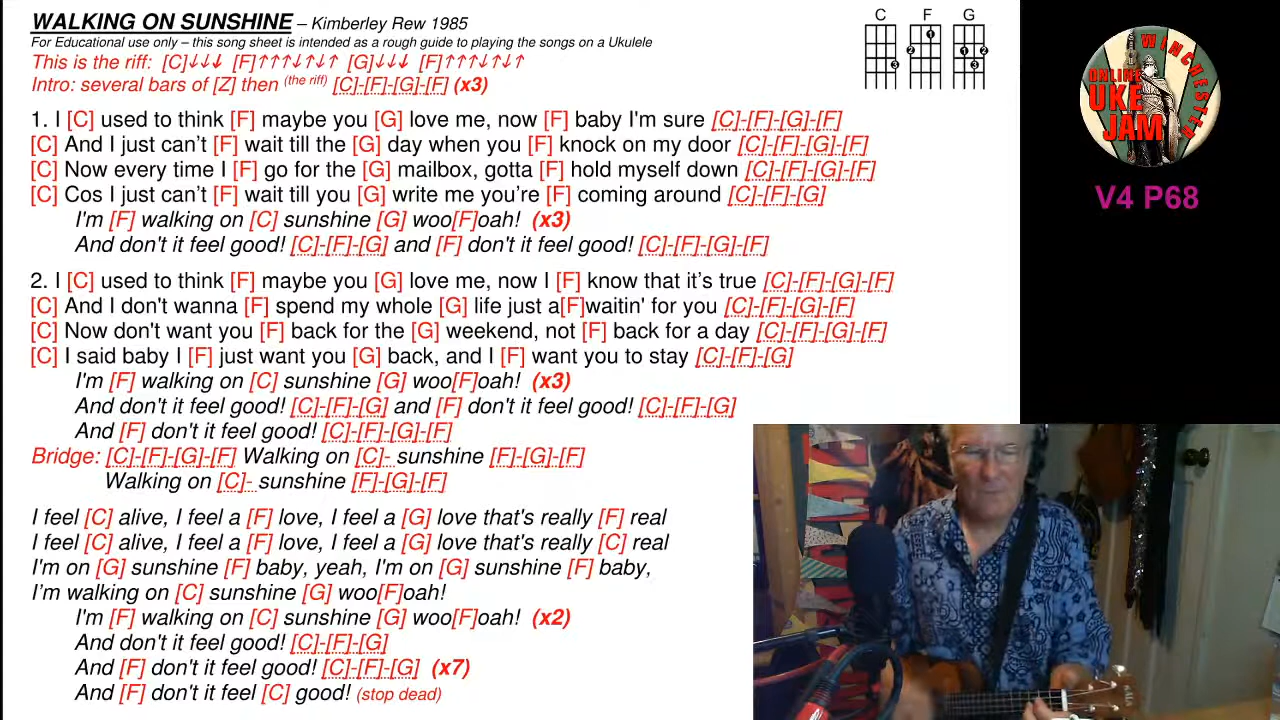 WALKING ON SUNSHINE – Kimberley Rew 1985
For Educational use only – this song sheet is intended as a rough guide to playing the songs on a Ukulele
This is the riff: [C]↓↓↓ [F]↑↑↑↓↑↓↑ [G]↓↓↓ [F]↑↑↑↓↑↓↑
Intro: several bars of [Z] then (the riff) [C]-[F]-[G]-[F] (x3)
C F G
1 2 1 2 3 3
1. I [C] used to think [F] maybe you [G] love me, now [F] baby I'm sure [C]-[F]-[G]-[F]
[C] And I just can't [F] wait till the [G] day when you [F] knock on my door [C]-[F]-[G]-[F]
[C] Now every time I [F] go for the [G] mailbox, gotta [F] hold myself down [C]-[F]-[G]-[F]
[C] Cos I just can't [F] wait till you [G] write me you're [F] coming around [C]-[F]-[G]
I'm [F] walking on [C] sunshine [G] woo[F]oah! (x3)
And don't it feel good! [C]-[F]-[G] and [F] don't it feel good! [C]-[F]-[G]-[F]
2. I [C] used to think [F] maybe you [G] love me, now I [F] know that it's true [C]-[F]-[G]-[F]
[C] And I don't wanna [F] spend my whole [G] life just a[F]waitin' for you [C]-[F]-[G]-[F]
[C] Now don't want you [F] back for the [G] weekend, not [F] back for a day [C]-[F]-[G]-[F]
[C] I said baby I [F] just want you [G] back, and I [F] want you to stay [C]-[F]-[G]
I'm [F] walking on [C] sunshine [G] woo[F]oah! (x3)
And don't it feel good! [C]-[F]-[G] and [F] don't it feel good! [C]-[F]-[G]
And [F] don't it feel good! [C]-[F]-[G]-[F]
Bridge: [C]-[F]-[G]-[F] Walking on [C]- sunshine [F]-[G]-[F]
Walking on [C]- sunshine [F]-[G]-[F]
I feel [C] alive, I feel a [F] love, I feel a [G] love that's really [F] real
I feel [C] alive, I feel a [F] love, I feel a [G] love that's really [C] real
I'm on [G] sunshine [F] baby, yeah, I'm on [G] sunshine [F] baby,
I'm walking on [C] sunshine [G] woo[F]oah!
I'm [F] walking on [C] sunshine [G] woo[F]oah! (x2)
And don't it feel good! [C]-[F]-[G]
And [F] don't it feel good! [C]-[F]-[G] (x7)
And [F] don't it feel [C] good! (stop dead)
WINCHESTER
ONLINE
UKE
JAM
V4 P68